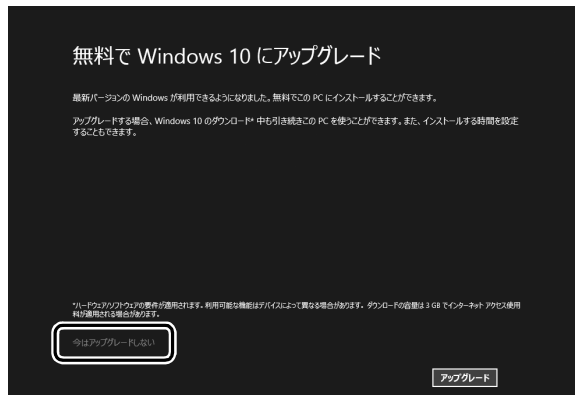 無料で Windows 10 にアップグレード
最新バージョンの Windows が利用できるようになりました。無料でこの PC にインストールすることができます。
アップグレードする場合、Windows 10 のダウンロード* 中も引き続きこの PC を使うことができます。また、インストールする時間を設定
することもできます。
*ハードウェア/ソフトウェアの要件が適用されます。利用可能な機能はデバイスによって異なる場合があります。ダウンロードの容量は 3 GB でインターネット アクセス使用
料が適用される場合があります。
今はアップグレードしない
アップグレード